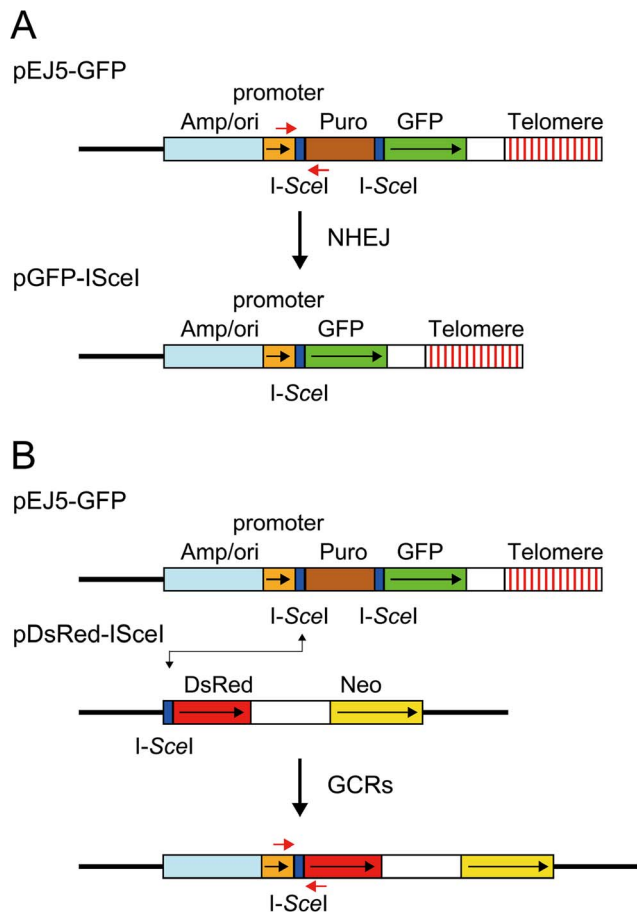 A
pEJ5-GFP
promoter
Amp/ori Puro GFP Telomere
I-SceI I-SceI
NHEJ
pGFP-ISceI
promoter
Amp/ori GFP Telomere
I-SceI
B
pEJ5-GFP
promoter
Amp/ori Puro GFP Telomere
I-SceI I-SceI
pDsRed-ISceI
DsRed Neo
I-SceI
GCRs
I-SceI